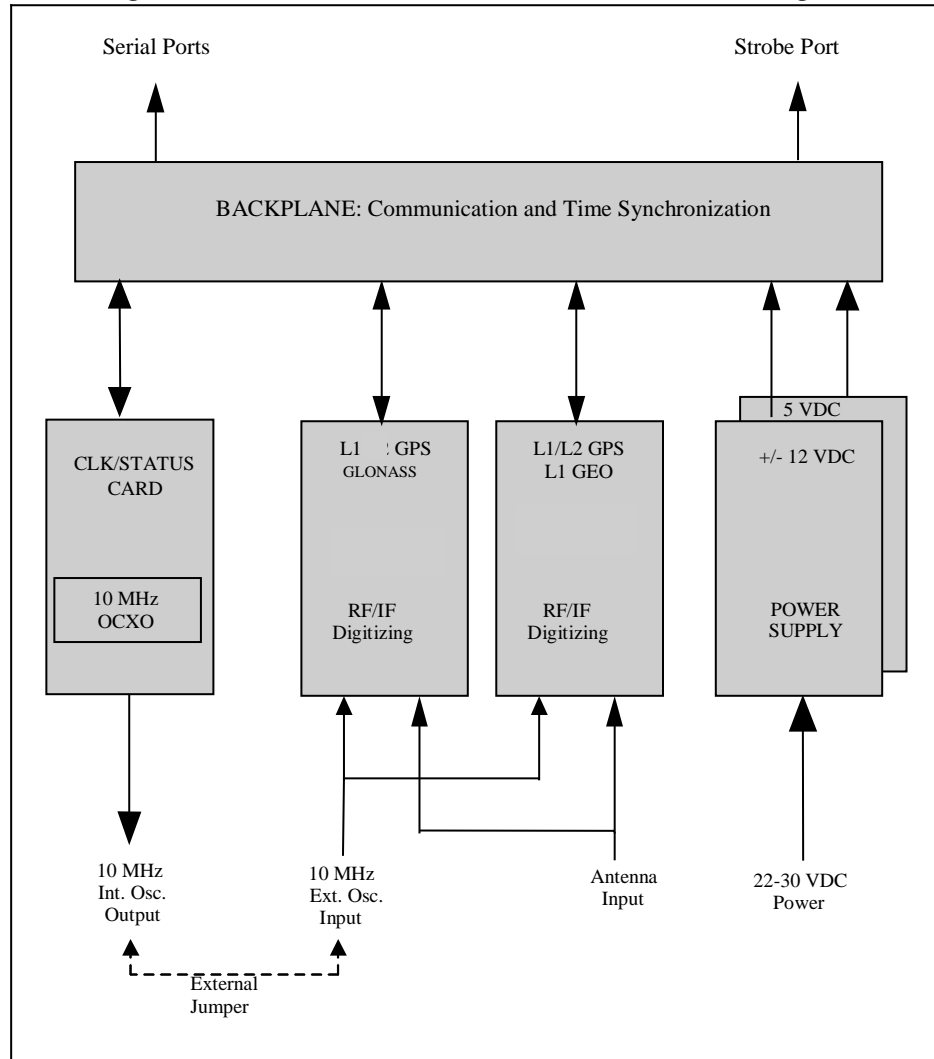 Serial Ports
Strobe Port
BACKPLANE: Communication and Time Synchronization
CLK/STATUS
CARD
10 MHz
OCXO
L1 2 GPS
GLONASS
RF/IF
Digitizing
L1/L2 GPS
L1 GEO
RF/IF
Digitizing
5 VDC
+/- 12 VDC
POWER
SUPPLY
10 MHz
Int. Osc.
Output
10 MHz
Ext. Osc.
Input
Antenna
Input
22-30 VDC
Power
External
Jumper